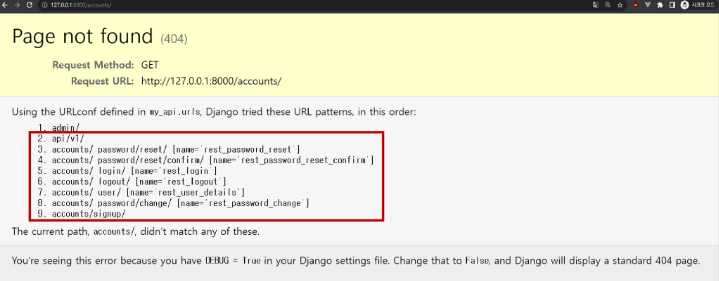 127.0.0.1:8000/accounts/
Page not found (404)
Request Method: GET
Request URL: http://127.0.0.1:8000/accounts/
Using the URLconf defined in my_api.urls, Django tried these URL patterns, in this order:
1. admin/
2. api/v1/
3. accounts/ password/reset/ [name='rest_password_reset']
4. accounts/ password/reset/confirm/ [name='rest_password_reset_confirm']
5. accounts/ login/ [name='rest_login']
6. accounts/ logout/ [name='rest_logout']
7. accounts/ user/ [name='rest_user_details']
8. accounts/ password/change/ [name='rest_password_change']
9. accounts/signup/
The current path, accounts/, didn't match any of these.
You're seeing this error because you have DEBUG = True in your Django settings file. Change that to False, and Django will display a standard 404 page.